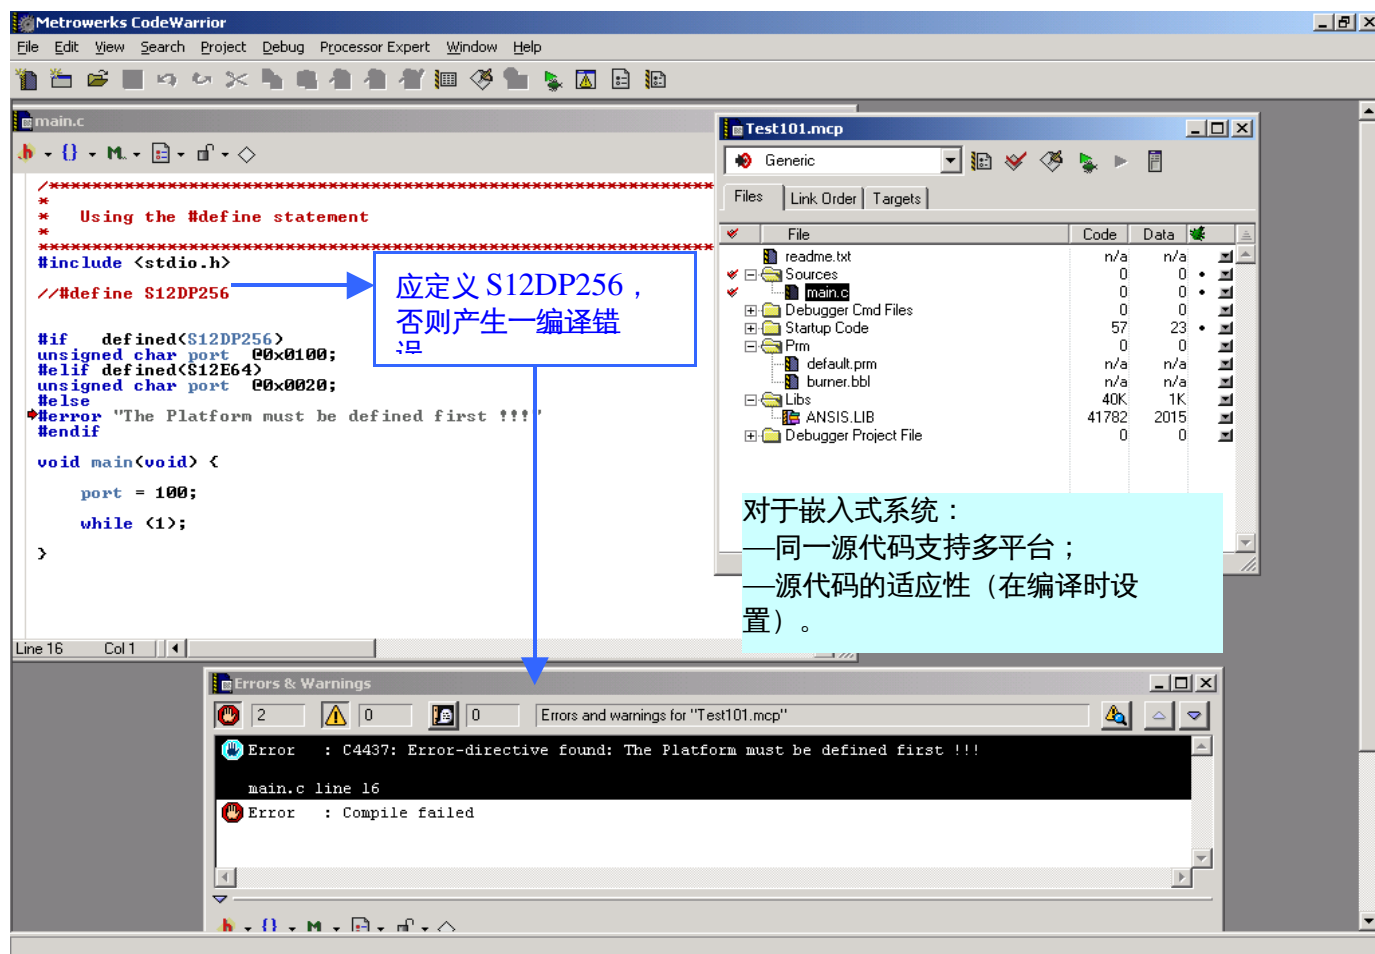 Metrowerks CodeWarrior
File Edit View Search Project Debug Processor Expert Window Help
main.c
/**************************************************************
*
* Using the #define statement
*
***************************************************************
#include <stdio.h>
//#define S12DP256
#if defined(S12DP256)
unsigned char port @0x0100;
#elif defined(S12E64)
unsigned char port @0x0020;
#else
#error "The Platform must be defined first !!!"
#endif
void main(void) {
port = 100;
while (1);
}
Line 16 Col 1
应定义 S12DP256，
否则产生一编译错
误
Test101.mcp
Generic
Files Link Order Targets
File Code Data
readme.txt n/a n/a
Sources 0 0
main.c 0 0
Debugger Cmd Files 0 0
Startup Code 57 23
Prm 0 0
default.prm n/a n/a
burner.bbl n/a n/a
Libs 40K 1K
ANSIS.LIB 41782 2015
Debugger Project File 0 0
对于嵌入式系统：
—同一源代码支持多平台；
—源代码的适应性（在编译时设
置）。
Errors & Warnings
2 0 0 Errors and warnings for "Test101.mcp"
Error : C4437: Error-directive found: The Platform must be defined first !!!
main.c line 16
Error : Compile failed